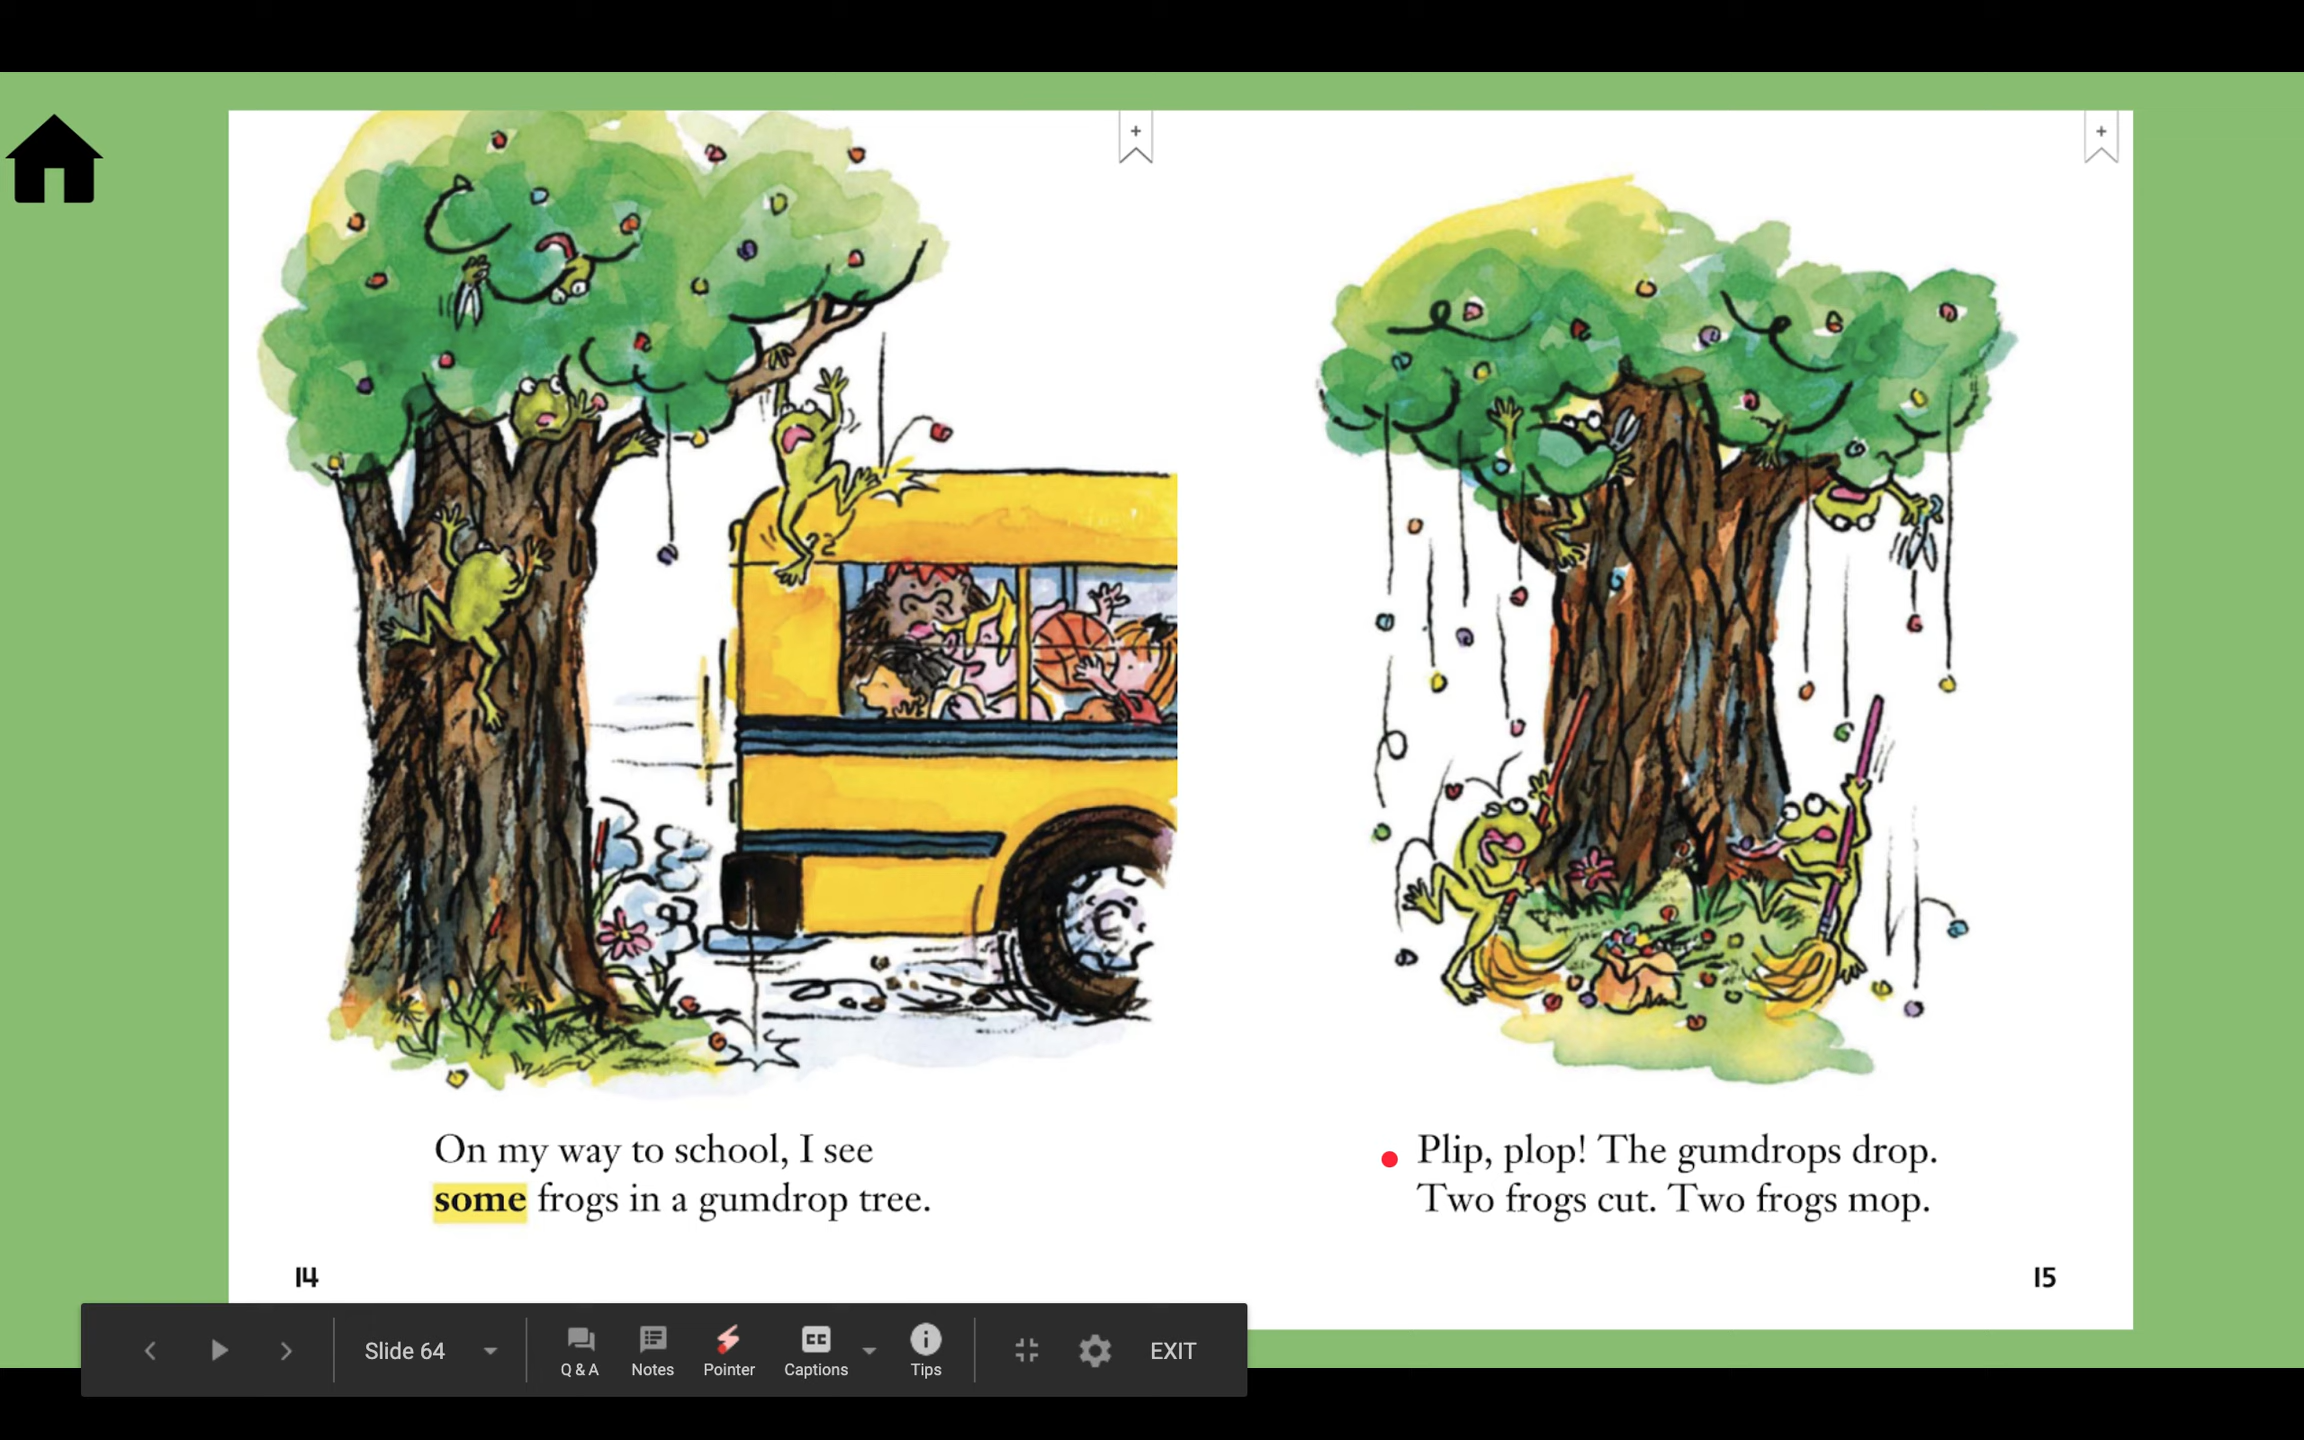 On my way to school, I see
some frogs in a gumdrop tree.
14
Plip, plop! The gumdrops drop.
Two frogs cut. Two frogs mop.
15
Slide 64
Q & A
Notes
Pointer
CC
Captions
Tips
EXIT